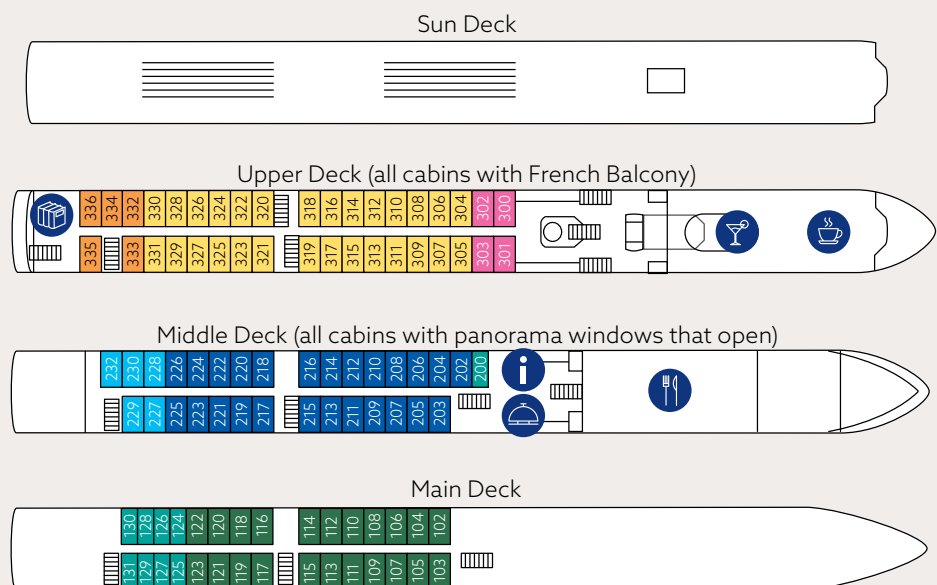 Sun Deck
Upper Deck (all cabins with French Balcony)
336 334 332 330 328 326 324 322 320 318 316 314 312 310 308 306 304 302 300
335 333 331 329 327 325 323 321 319 317 315 313 311 309 307 305 303 301
Middle Deck (all cabins with panorama windows that open)
232 230 228 226 224 222 220 218 216 214 212 210 208 206 204 202 200
i
229 227 225 223 221 219 217 215 213 211 209 207 205 203
Main Deck
130 128 126 124 122 120 118 116 114 112 110 108 106 104 102
131 129 127 125 123 121 119 117 115 113 111 109 107 105 103